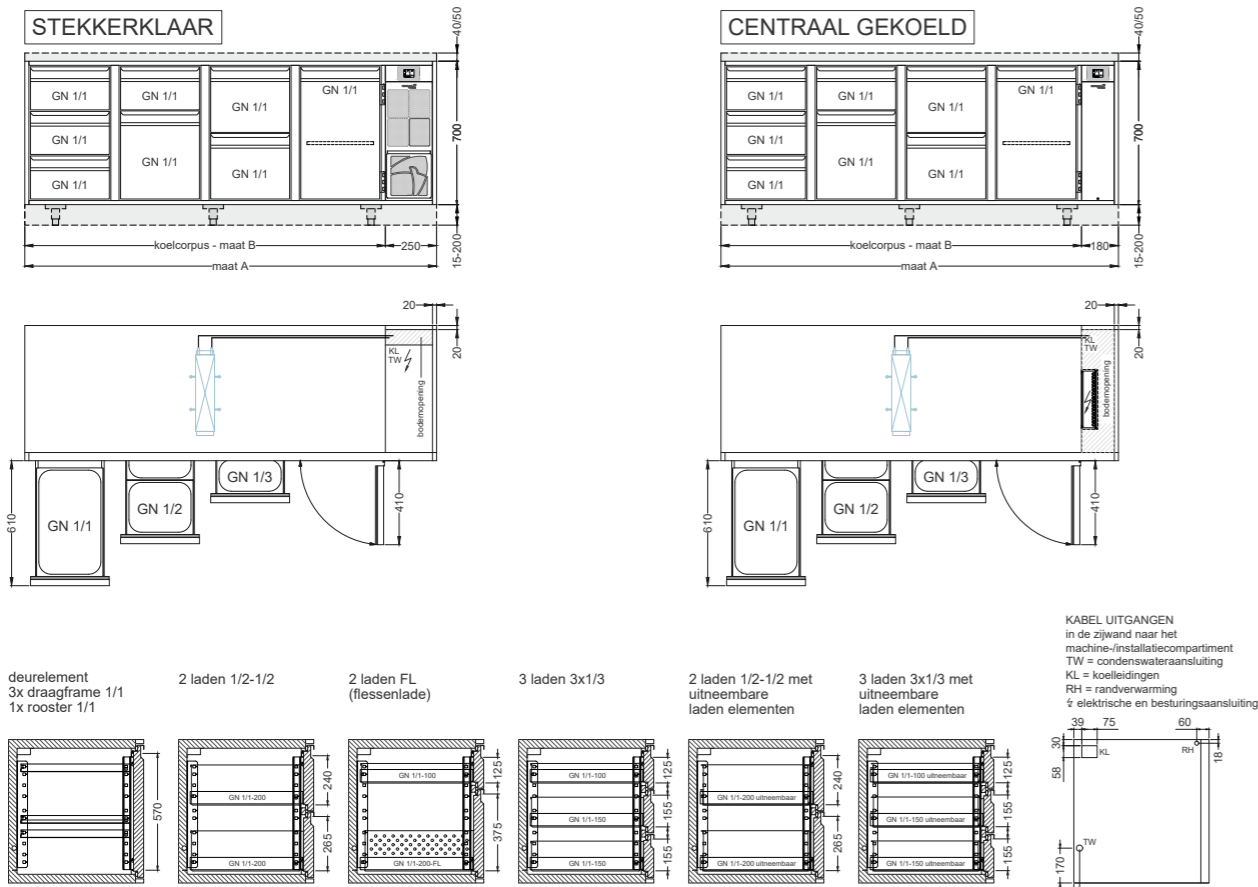 STEKKERKLAAR
GN 1/1
GN 1/1
GN 1/1
GN 1/1
GN 1/1
GN 1/1
GN 1/1
GN 1/1
40/50
700
15-200
koelcorpus - maat B
250
maat A
CENTRAAL GEKOELD
GN 1/1
GN 1/1
GN 1/1
GN 1/1
GN 1/1
GN 1/1
GN 1/1
GN 1/1
40/50
700
15-200
koelcorpus - maat B
180
maat A
20
20
KL
TW
bodemopening
GN 1/1
GN 1/2
GN 1/3
610
410
20
20
KL
TW
bodemopening
GN 1/1
GN 1/2
GN 1/3
610
410
KABEL UITGANGEN
in de zijwand naar het
machine-/installatiecompartiment
TW = condenswateraansluiting
KL = koelleidingen
RH = randverwarming
elektrische en besturingsaansluiting
39
75
60
30
58
KL
RH
18
TW
170
deurelement
3x draagframe 1/1
1x rooster 1/1
570
2 laden 1/2-1/2
GN 1/1-200
GN 1/1-200
240
265
2 laden FL
(flessenlade)
GN 1/1-100
GN 1/1-200-FL
125
375
3 laden 3x1/3
GN 1/1-100
GN 1/1-150
GN 1/1-150
125
155
155
2 laden 1/2-1/2 met
uitneembare
laden elementen
GN 1/1-200 uitneembaar
GN 1/1-200 uitneembaar
240
265
3 laden 3x1/3 met
uitneembare
laden elementen
GN 1/1-100 uitneembaar
GN 1/1-150 uitneembaar
GN 1/1-150 uitneembaar
125
155
155